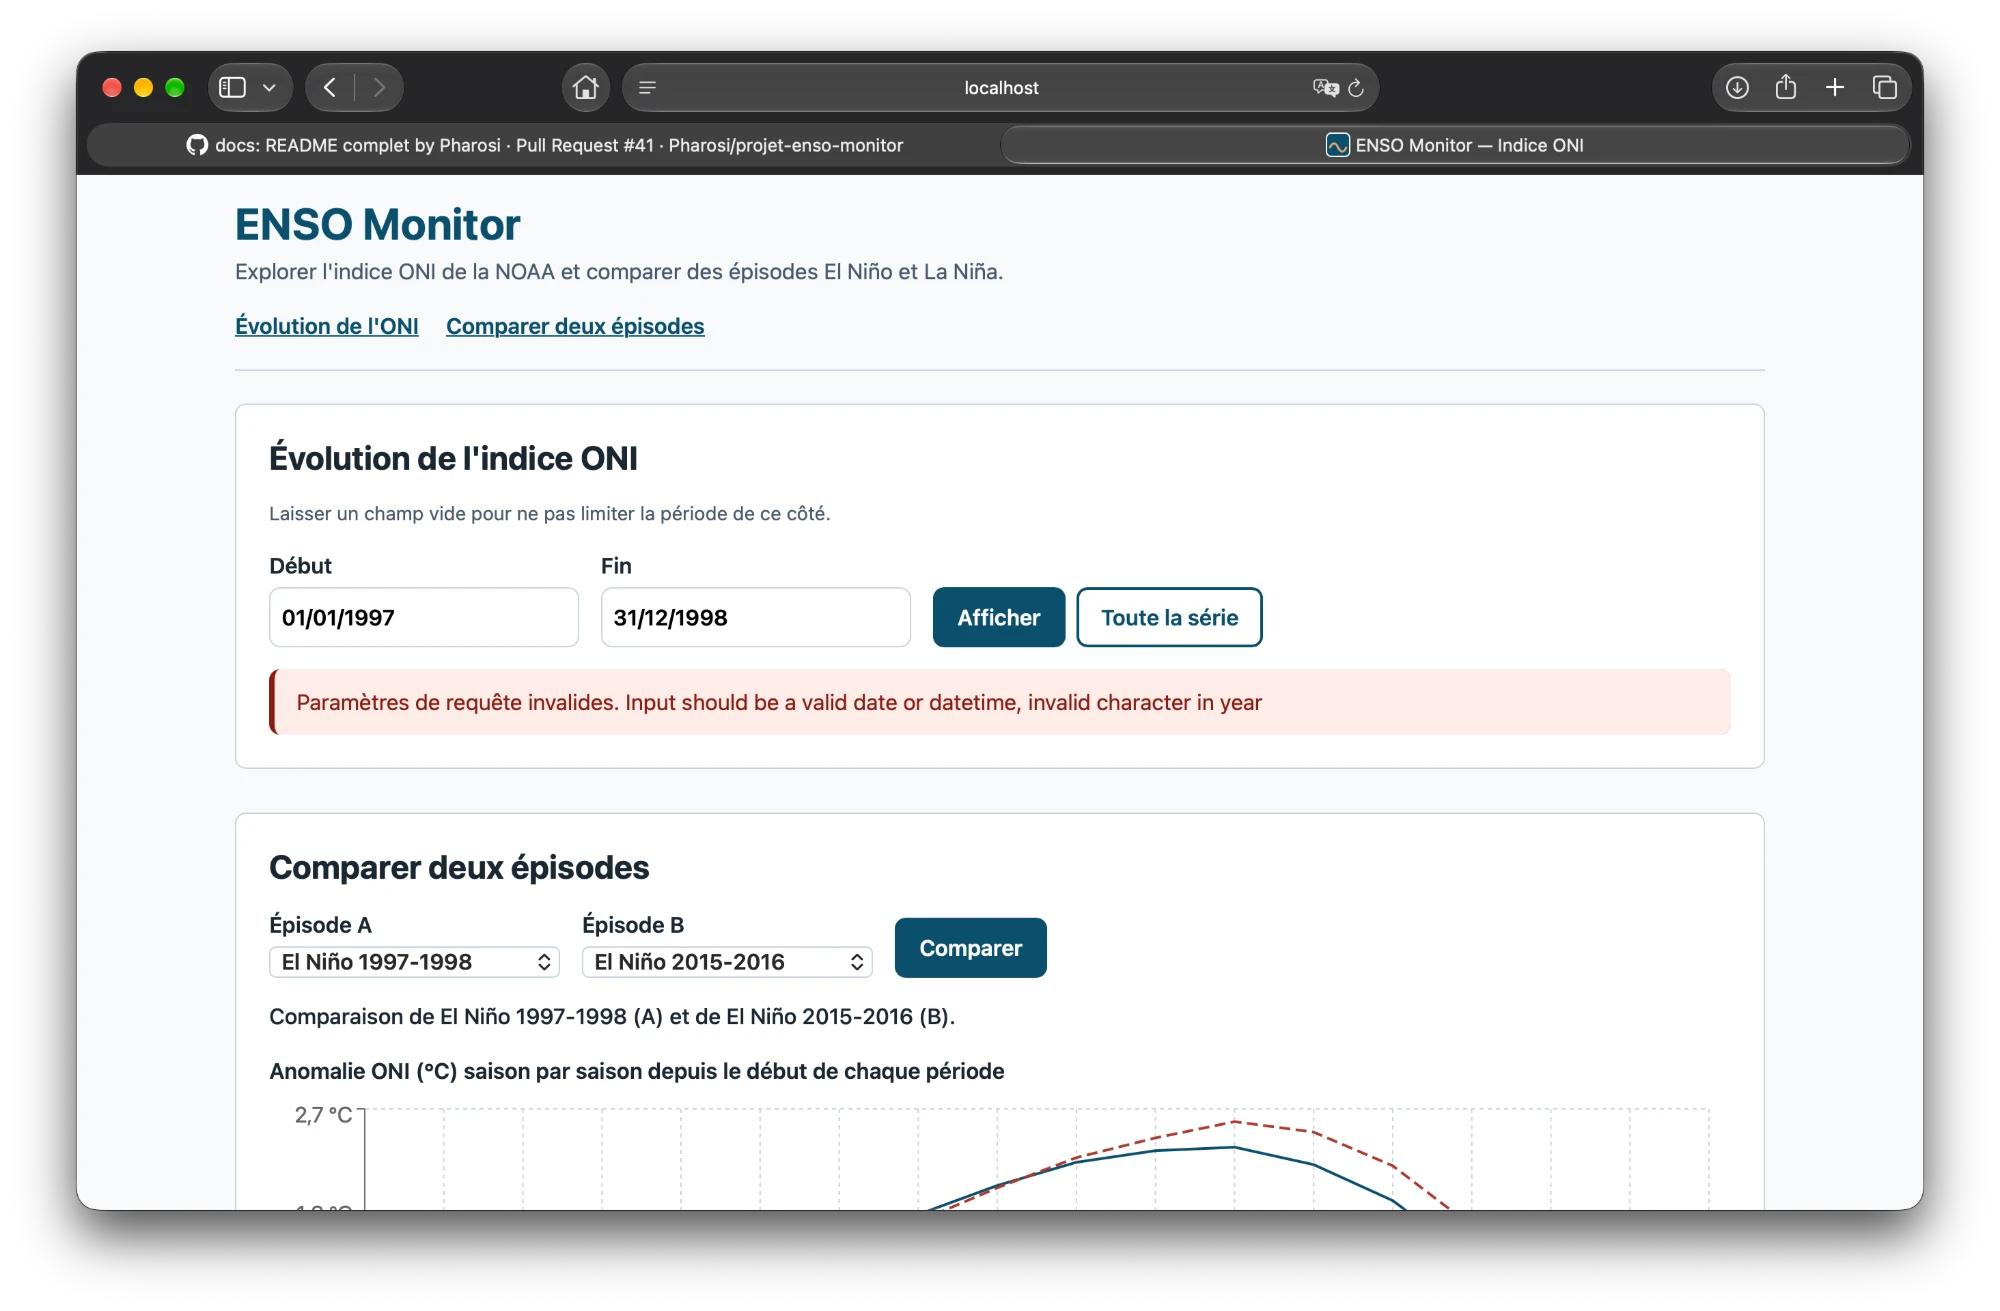 localhost
docs: README complet by Pharosi · Pull Request #41 · Pharosi/projet-enso-monitor
ENSO Monitor — Indice ONI
ENSO Monitor
Explorer l'indice ONI de la NOAA et comparer des épisodes El Niño et La Niña.
Évolution de l'ONI
Comparer deux épisodes
Évolution de l'indice ONI
Laisser un champ vide pour ne pas limiter la période de ce côté.
Début
Fin
01/01/1997
31/12/1998
Afficher
Toute la série
Paramètres de requête invalides. Input should be a valid date or datetime, invalid character in year
Comparer deux épisodes
Épisode A
Épisode B
El Niño 1997-1998
El Niño 2015-2016
Comparer
Comparaison de El Niño 1997-1998 (A) et de El Niño 2015-2016 (B).
Anomalie ONI (°C) saison par saison depuis le début de chaque période
2,7 °C